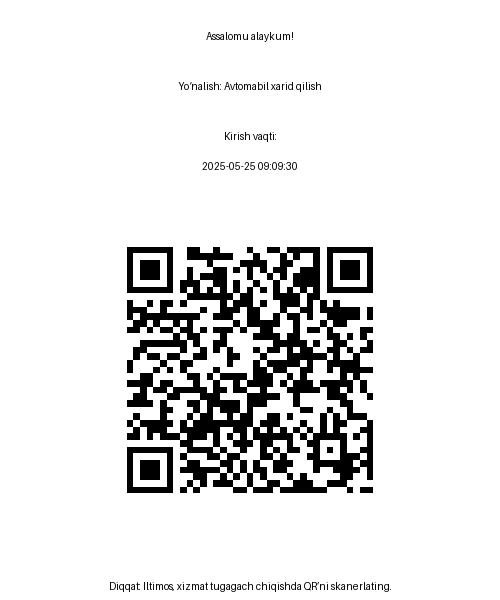 Assalomu alaykum!
Yo‘nalish: Avtomabil xarid qilish
Kirish vaqti:
2025-05-25 09:09:30
Diqqat: Iltimos, xizmat tugagach chiqishda QR'ni skanerlating.